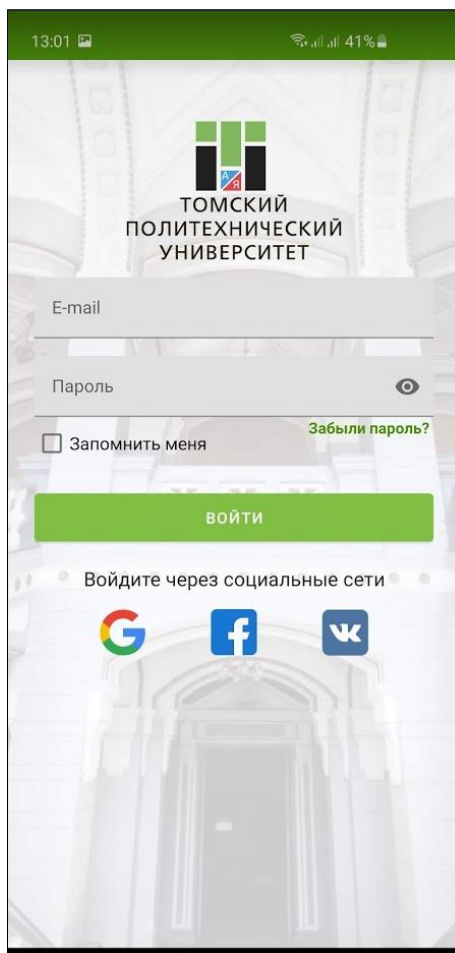 13:01 41%
А
Я
ТОМСКИЙ
ПОЛИТЕХНИЧЕСКИЙ
УНИВЕРСИТЕТ
E-mail
Пароль
Забыли пароль?
Запомнить меня
ВОЙТИ
Войдите через социальные сети